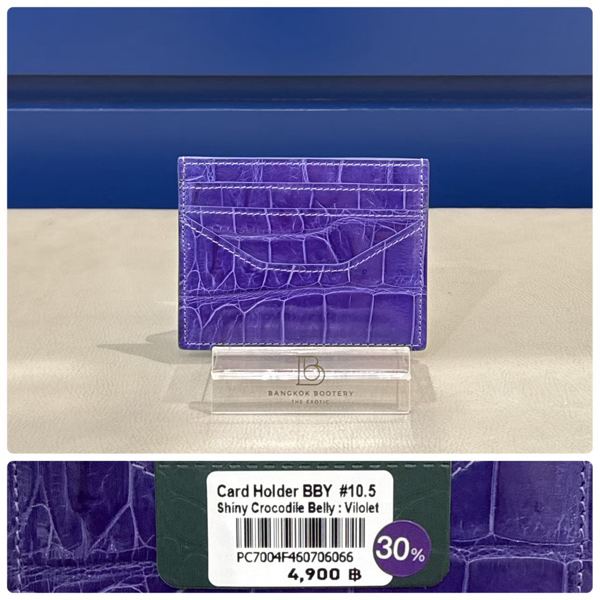 B
BANGKOK BOOTERY
THE EXOTIC
Card Holder BBY #10.5
Shiny Crocodile Belly : Vilolet
PC7004F460706066
4,900 ฿
30%